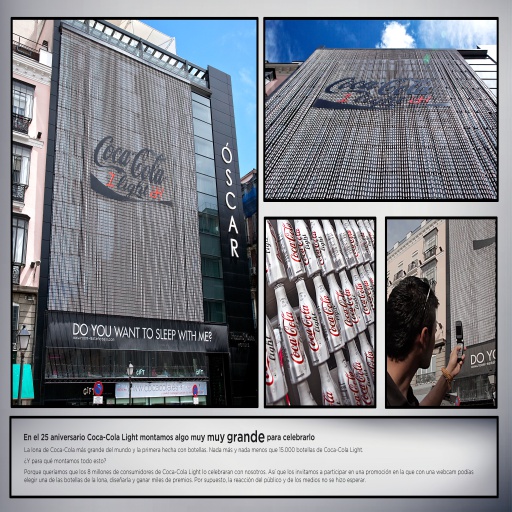 Coca-Cola
light
ÓSCAR
DO YOU WANT TO SLEEP WITH ME?
Coca-Cola
light
Coca-Cola
light
DO YO
En el 25 aniversario Coca-Cola Light montamos algo muy muy grande para celebrarlo
La lona de Coca-Cola más grande del mundo y la primera hecha con botellas. Nada más y nada menos que 15.000 botellas de Coca-Cola Light.
¿Y para qué montamos todo esto?
Porque queríamos que los 8 millones de consumidores de Coca-Cola Light lo celebraran con nosotros. Así que los invitamos a participar en una promoción en la que con una webcam podías
elegir una de las botellas de la lona, diseñarla y ganar miles de premios. Por supuesto, la reacción del público y de los medios no se hizo esperar.